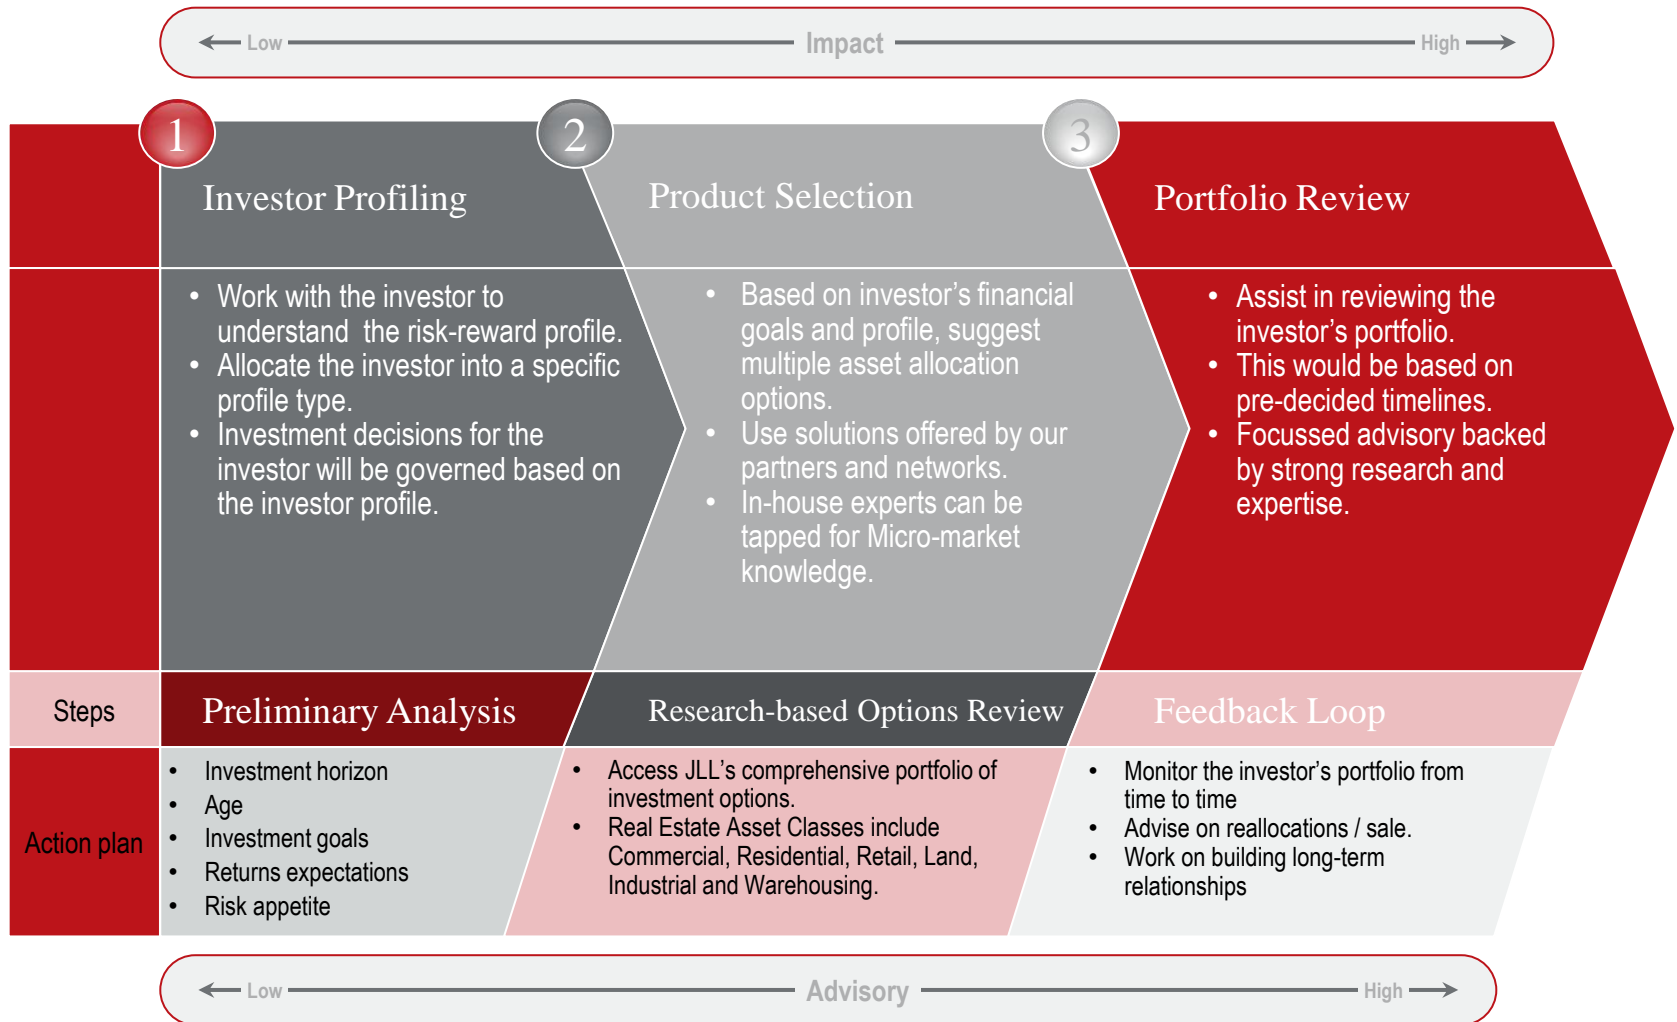 Low Impact High
1 2 3
Investor Profiling
Product Selection
Portfolio Review
• Work with the investor to
understand the risk-reward profile.
• Allocate the investor into a specific
profile type.
• Investment decisions for the
investor will be governed based on
the investor profile.
• Based on investor’s financial
goals and profile, suggest
multiple asset allocation
options.
• Use solutions offered by our
partners and networks.
• In-house experts can be
tapped for Micro-market
knowledge.
• Assist in reviewing the
investor’s portfolio.
• This would be based on
pre-decided timelines.
• Focussed advisory backed
by strong research and
expertise.
Steps
Preliminary Analysis
Research-based Options Review
Feedback Loop
Action plan
• Investment horizon
• Age
• Investment goals
• Returns expectations
• Risk appetite
• Access JLL’s comprehensive portfolio of
investment options.
• Real Estate Asset Classes include
Commercial, Residential, Retail, Land,
Industrial and Warehousing.
• Monitor the investor’s portfolio from
time to time
• Advise on reallocations / sale.
• Work on building long-term
relationships
Low Advisory High